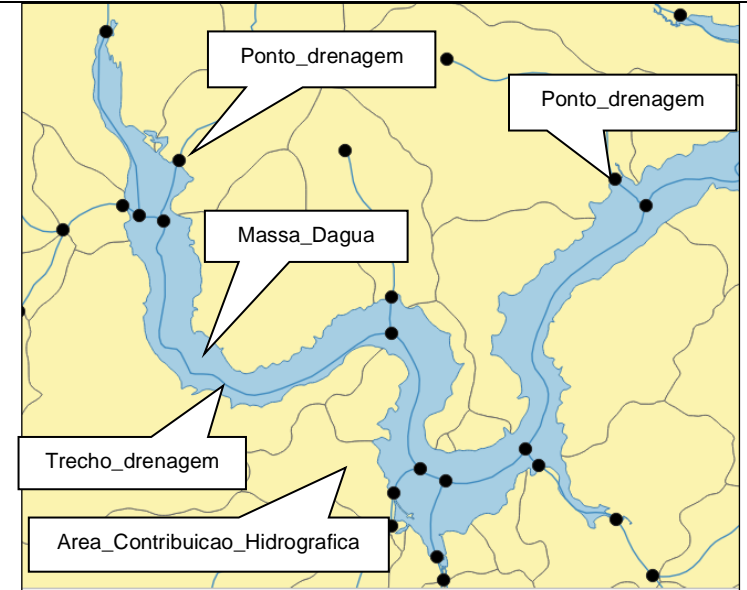 Ponto_drenagem
Ponto_drenagem
Massa_Dagua
Trecho_drenagem
Area_Contribuicao_Hidrografica